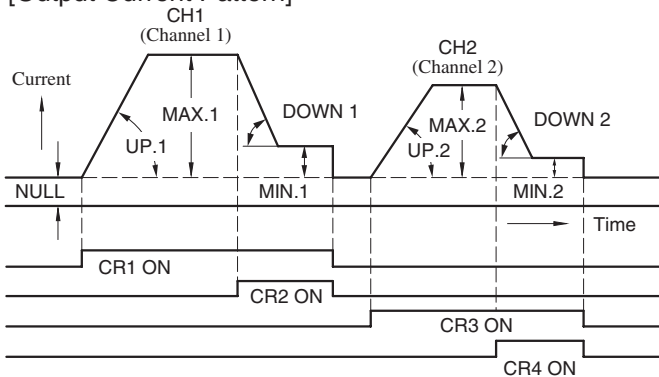 [Output Current Pattern]
CH1
(Channel 1)
CH2
(Channel 2)
Current
MAX.1
DOWN 1
MAX.2
DOWN 2
UP.1
UP.2
NULL
MIN.1
MIN.2
Time
CR1 ON
CR2 ON
CR3 ON
CR4 ON